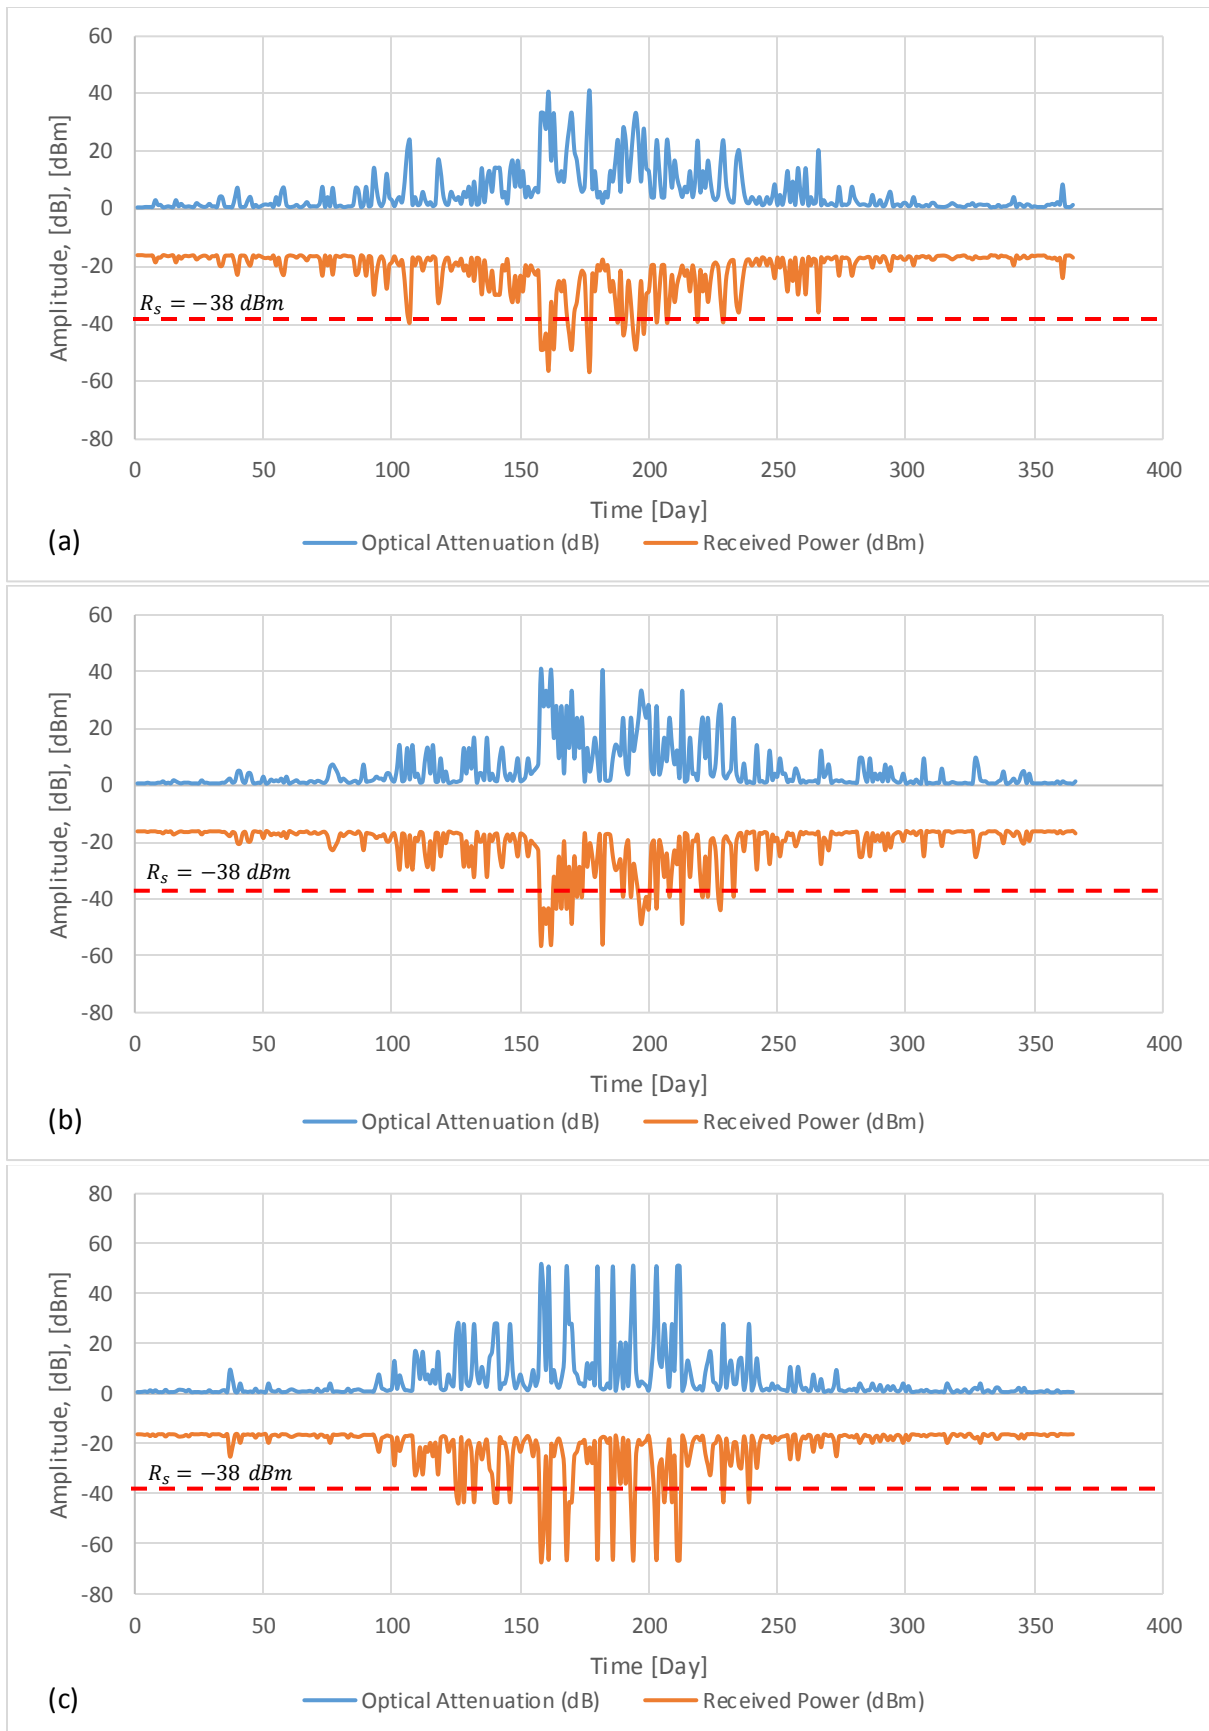 60
40
20
0
-20
-40
-60
-80
Amplitude, [dB], [dBm]
R_s = −38 dBm
0 50 100 150 200 250 300 350 400
Time [Day]
(a)
Optical Attenuation (dB) Received Power (dBm)
60
40
20
0
-20
-40
-60
-80
Amplitude, [dB], [dBm]
R_s = −38 dBm
0 50 100 150 200 250 300 350 400
Time [Day]
(b)
Optical Attenuation (dB) Received Power (dBm)
80
60
40
20
0
-20
-40
-60
-80
Amplitude, [dB], [dBm]
R_s = −38 dBm
0 50 100 150 200 250 300 350 400
Time [Day]
(c)
Optical Attenuation (dB) Received Power (dBm)